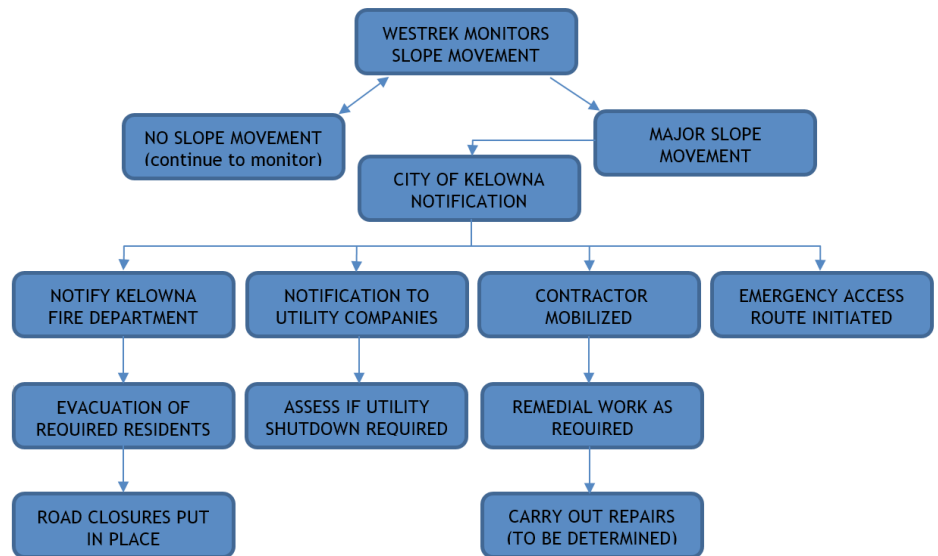 WESTREK MONITORS
SLOPE MOVEMENT
NO SLOPE MOVEMENT
(continue to monitor)
MAJOR SLOPE
MOVEMENT
CITY OF KELOWNA
NOTIFICATION
NOTIFY KELOWNA
FIRE DEPARTMENT
NOTIFICATION TO
UTILITY COMPANIES
CONTRACTOR
MOBILIZED
EMERGENCY ACCESS
ROUTE INITIATED
EVACUATION OF
REQUIRED RESIDENTS
ASSESS IF UTILITY
SHUTDOWN REQUIRED
REMEDIAL WORK AS
REQUIRED
ROAD CLOSURES PUT
IN PLACE
CARRY OUT REPAIRS
(TO BE DETERMINED)